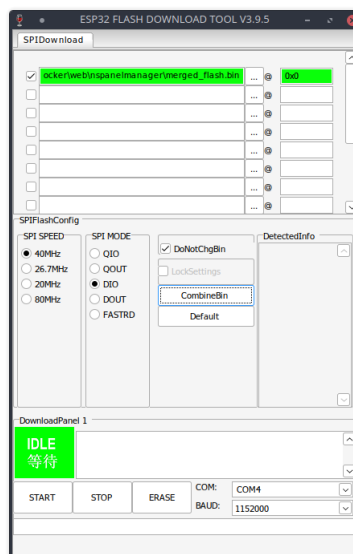 ESP32 FLASH DOWNLOAD TOOL V3.9.5
SPIDownload
ocker\web\nspanelmanager\merged_flash.bin ... @ 0x0
... @
... @
... @
... @
... @
... @
SPIFlashConfig
SPI SPEED
40MHz
26.7MHz
20MHz
80MHz
SPI MODE
QIO
QOUT
DIO
DOUT
FASTRD
DoNotChgBin
LockSettings
CombineBin
Default
DetectedInfo
DownloadPanel 1
IDLE
等待
START STOP ERASE
COM: COM4
BAUD: 1152000